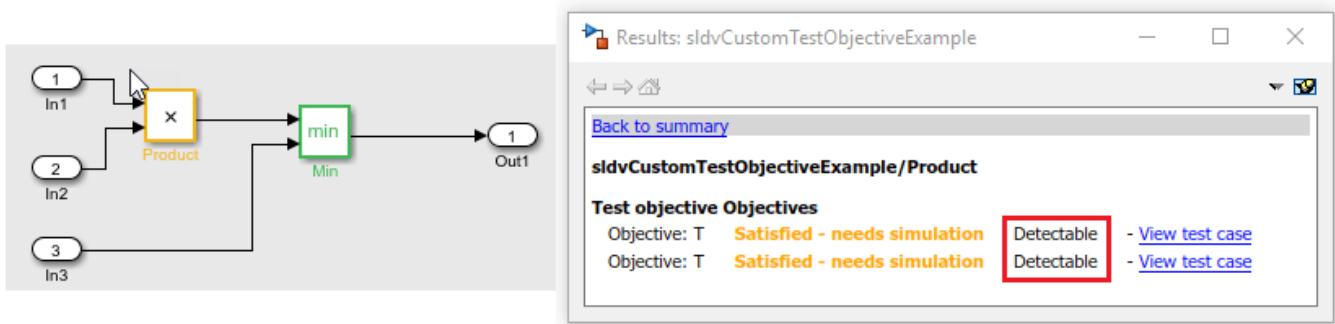 1
In1
×
Product
2
In2
min
Min
1
Out1
3
In3
Results: sldvCustomTestObjectiveExample
Back to summary
sldvCustomTestObjectiveExample/Product
Test objective Objectives
Objective: T Satisfied - needs simulation Detectable - View test case
Objective: T Satisfied - needs simulation Detectable - View test case